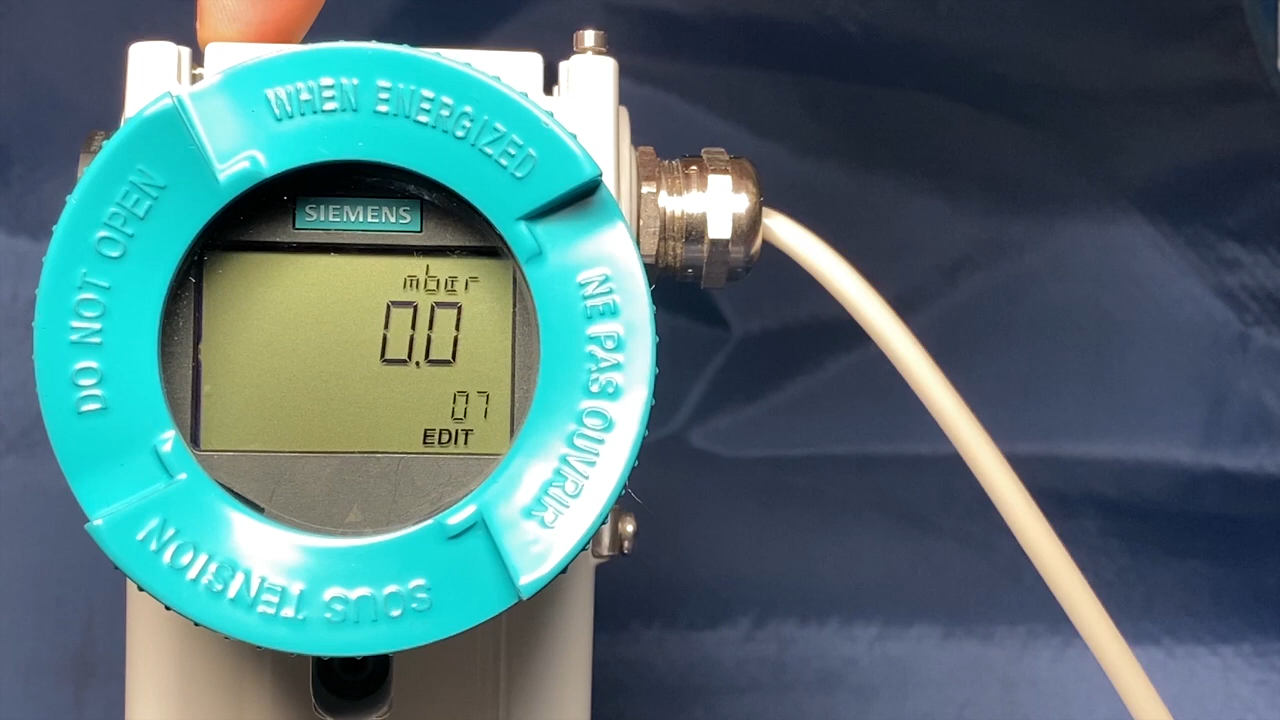 WHEN ENERGIZED
DO NOT OPEN
SIEMENS
mbar
0.0
07
EDIT
NE PAS OUVRIR
SOUS TENSION